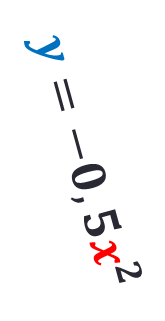 y = −0,5x²